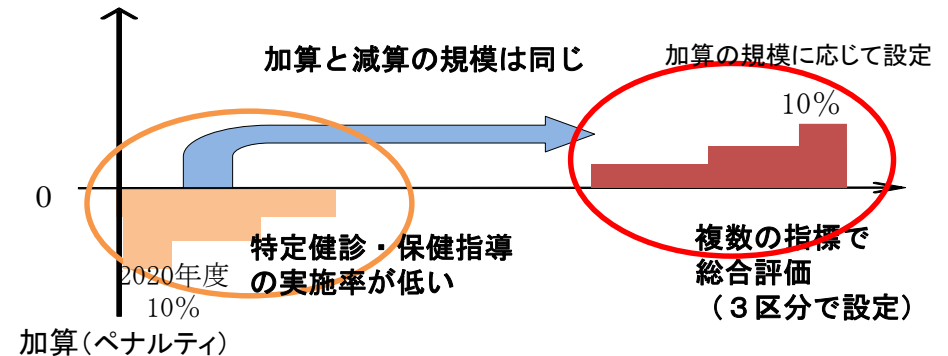 加算と減算の規模は同じ
加算の規模に応じて設定
10%
0
特定健診・保健指導
の実施率が低い
2020年度
10%
複数の指標で
総合評価
(３区分で設定)
加算(ペナルティ)